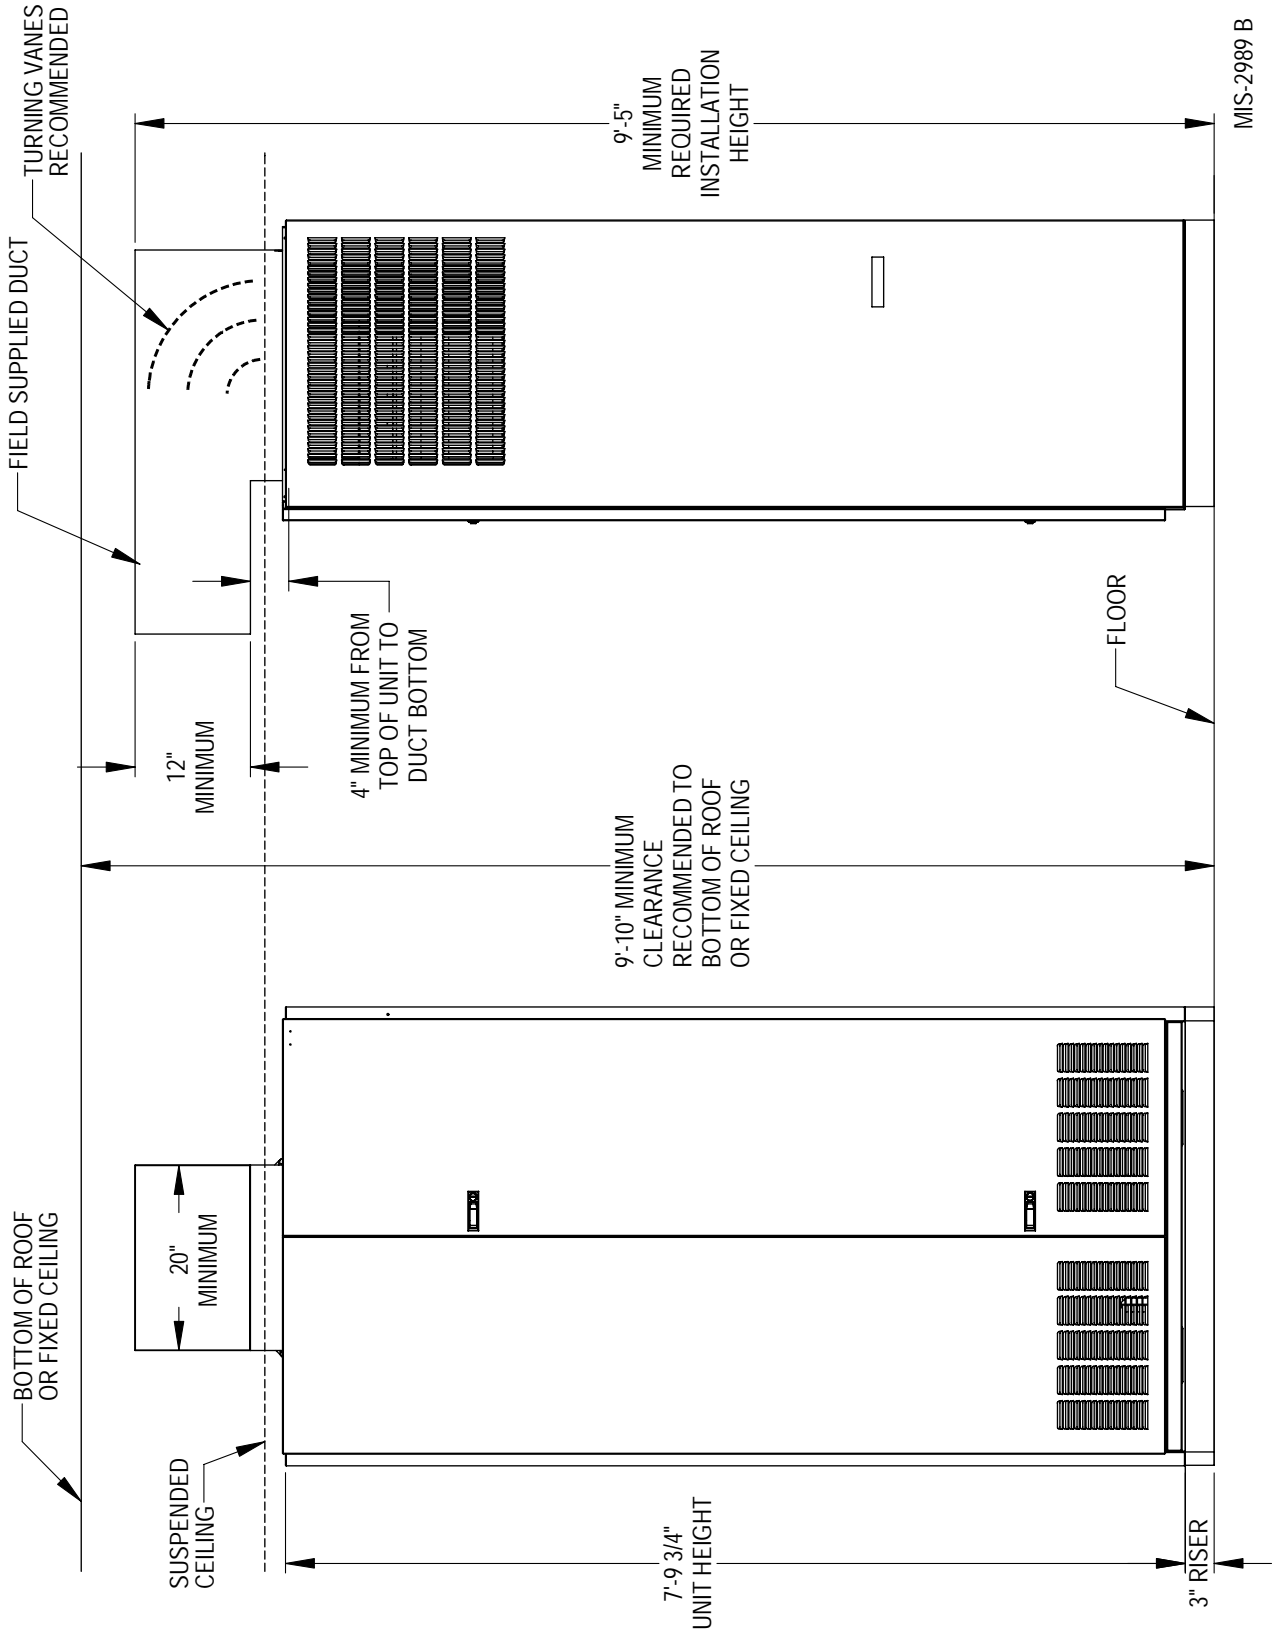 BOTTOM OF ROOF
OR FIXED CEILING
SUSPENDED
CEILING
20"
MINIMUM
7'-9 3/4"
UNIT HEIGHT
3" RISER
9'-10" MINIMUM
CLEARANCE
RECOMMENDED TO
BOTTOM OF ROOF
OR FIXED CEILING
12"
MINIMUM
4" MINIMUM FROM
TOP OF UNIT TO
DUCT BOTTOM
FLOOR
FIELD SUPPLIED DUCT
TURNING VANES
RECOMMENDED
9'-5"
MINIMUM
REQUIRED
INSTALLATION
HEIGHT
MIS-2989 B